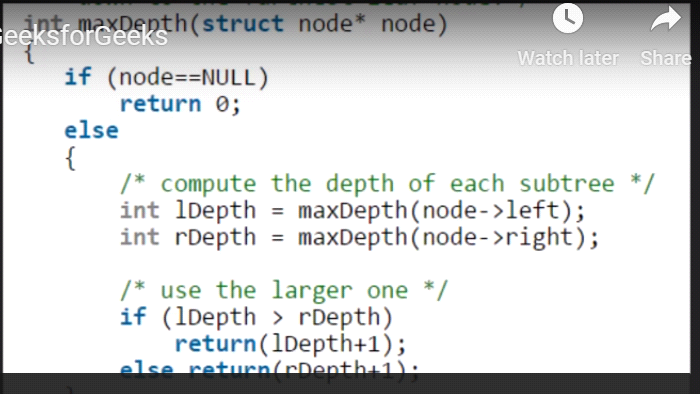 int maxDepth(struct node* node)
GeeksforGeeks
Watch later Share
{
if (node==NULL)
return 0;
else
{
/* compute the depth of each subtree */
int lDepth = maxDepth(node->left);
int rDepth = maxDepth(node->right);
/* use the larger one */
if (lDepth > rDepth)
return(lDepth+1);
else return(rDepth+1);